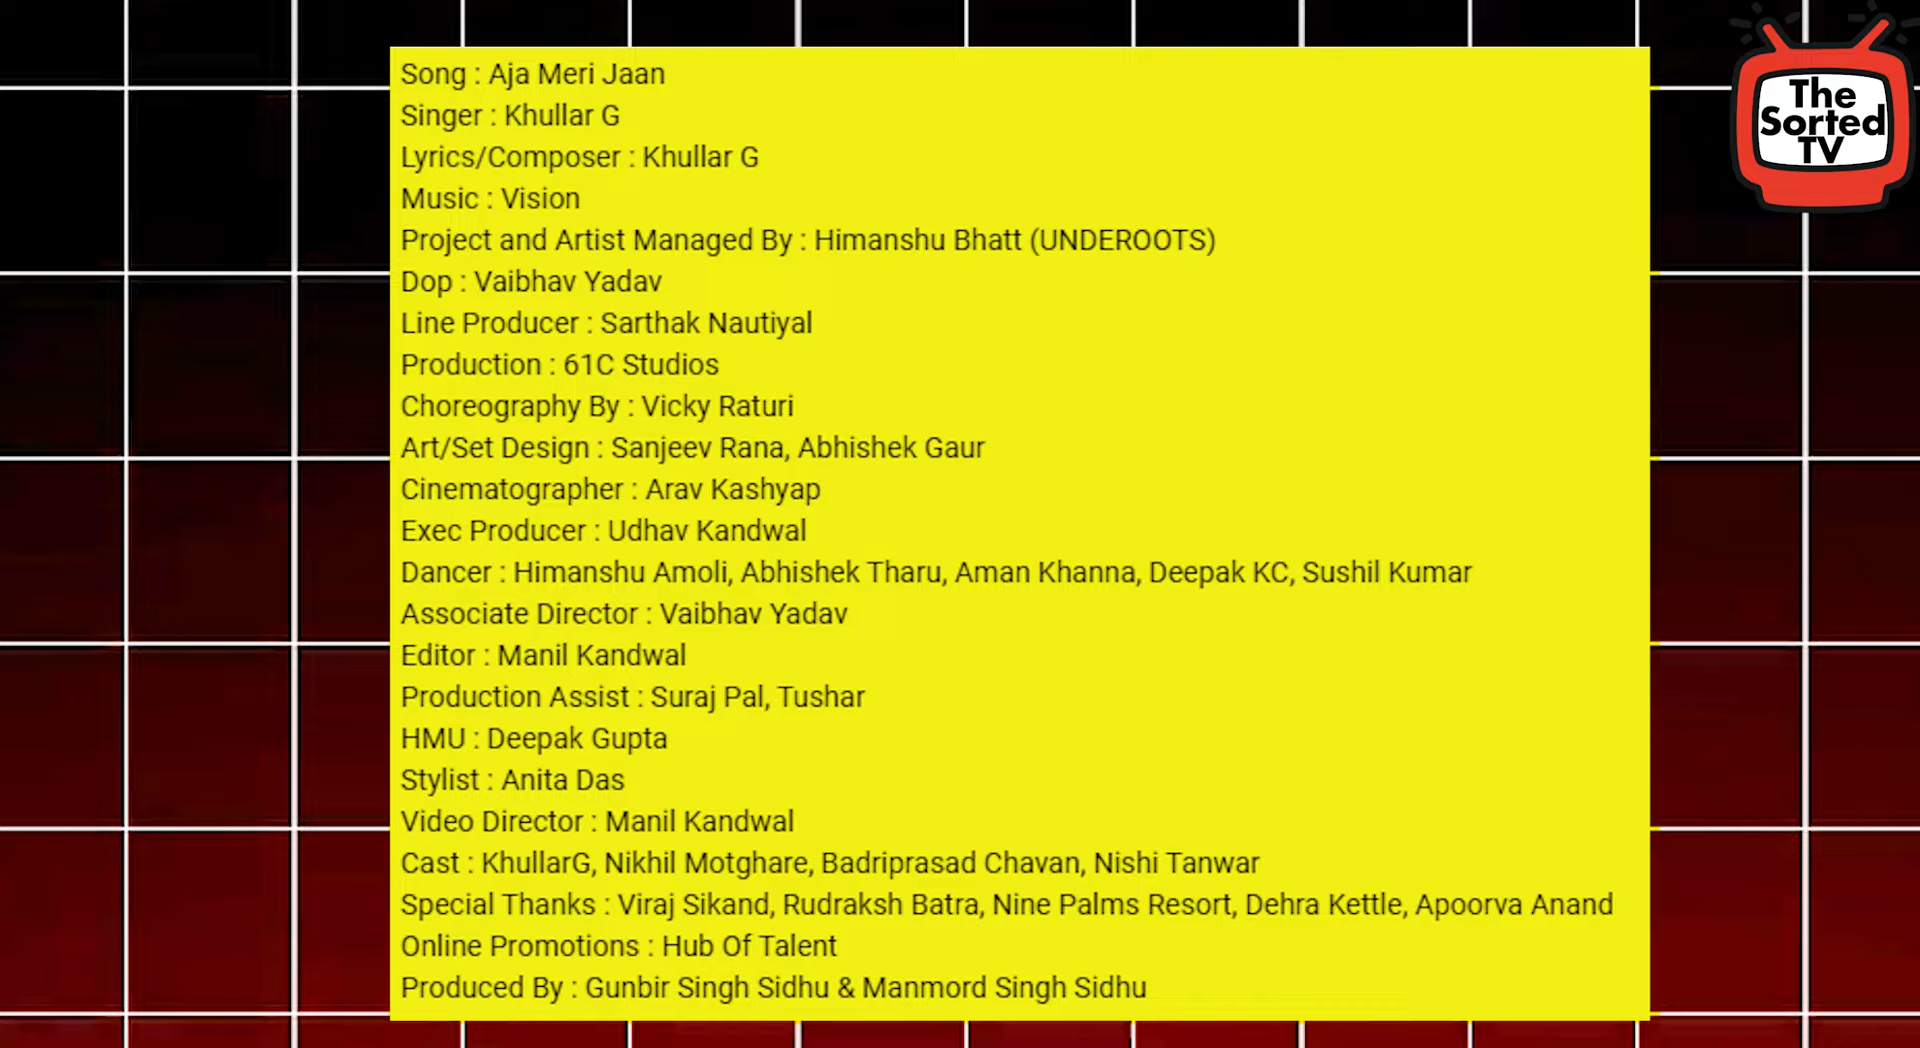 Song : Aja Meri Jaan
Singer : Khullar G
Lyrics/Composer : Khullar G
Music : Vision
Project and Artist Managed By : Himanshu Bhatt (UNDEROOTS)
Dop : Vaibhav Yadav
Line Producer : Sarthak Nautiyal
Production : 61C Studios
Choreography By : Vicky Raturi
Art/Set Design : Sanjeev Rana, Abhishek Gaur
Cinematographer : Arav Kashyap
Exec Producer : Udhav Kandwal
Dancer : Himanshu Amoli, Abhishek Tharu, Aman Khanna, Deepak KC, Sushil Kumar
Associate Director : Vaibhav Yadav
Editor : Manil Kandwal
Production Assist : Suraj Pal, Tushar
HMU : Deepak Gupta
Stylist : Anita Das
Video Director : Manil Kandwal
Cast : KhullarG, Nikhil Motghare, Badriprasad Chavan, Nishi Tanwar
Special Thanks : Viraj Sikand, Rudraksh Batra, Nine Palms Resort, Dehra Kettle, Apoorva Anand
Online Promotions : Hub Of Talent
Produced By : Gunbir Singh Sidhu & Manmord Singh Sidhu
The
Sorted
TV